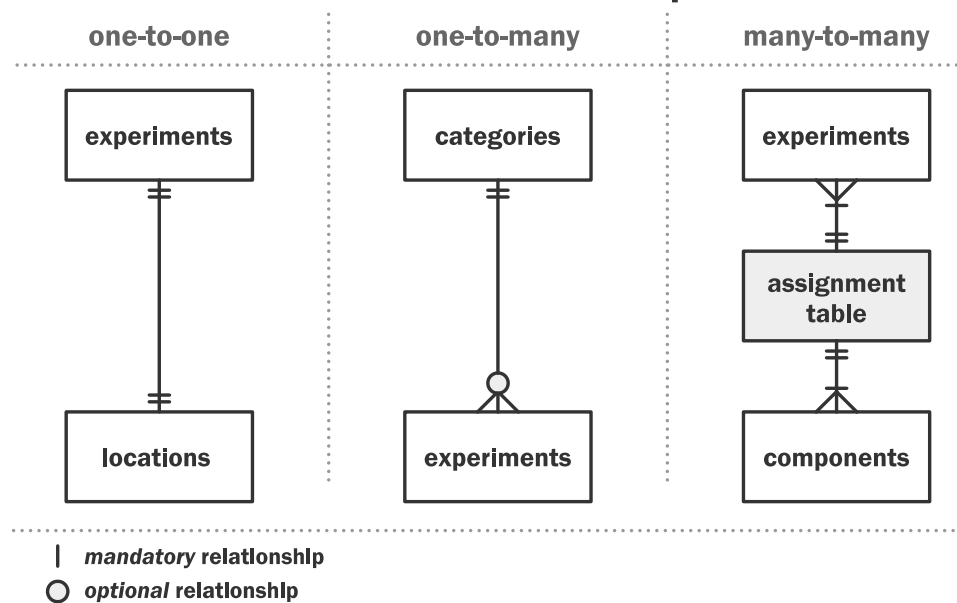 one-to-one
one-to-many
many-to-many
experiments
categories
experiments
assignment
table
locations
experiments
components
mandatory relationship
optional relationship